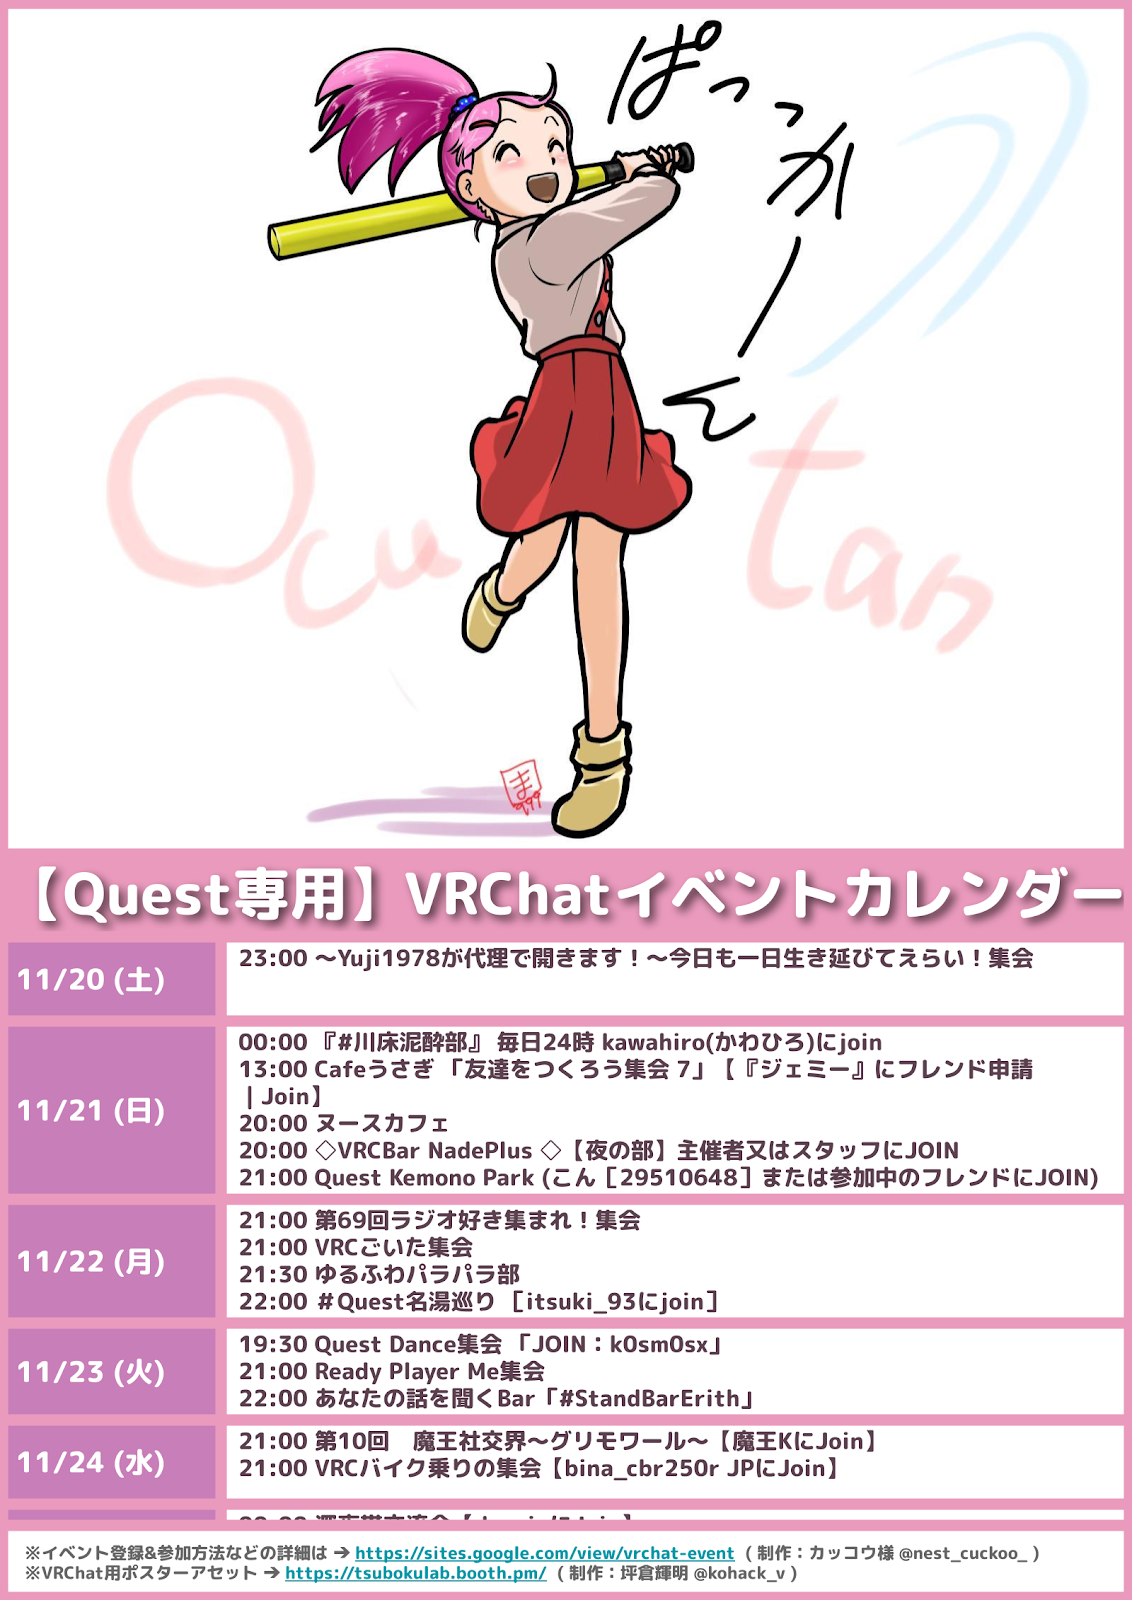 ぱっっかーん
Ocutan
ま
999
【Quest専用】VRChatイベントカレンダー
11/20 (土)
23:00 ～Yuji1978が代理で開きます！～今日も一日生き延びてえらい！集会
11/21 (日)
00:00 『#川床泥酔部』 毎日24時 kawahiro(かわひろ)にjoin
13:00 Cafeうさぎ 「友達をつくろう集会 7」【『ジェミー』にフレンド申請
｜Join】
20:00 ヌースカフェ
20:00 ◇VRCBar NadePlus ◇【夜の部】主催者又はスタッフにJOIN
21:00 Quest Kemono Park (こん［29510648］または参加中のフレンドにJOIN)
11/22 (月)
21:00 第69回ラジオ好き集まれ！集会
21:00 VRCごいた集会
21:30 ゆるふわパラパラ部
22:00 ＃Quest名湯巡り ［itsuki_93にjoin］
11/23 (火)
19:30 Quest Dance集会 「JOIN：k0sm0sx」
21:00 Ready Player Me集会
22:00 あなたの話を聞くBar「#StandBarErith」
11/24 (水)
21:00 第10回　魔王社交界～グリモワール～【魔王KにJoin】
21:00 VRCバイク乗りの集会【bina_cbr250r JPにJoin】
※イベント登録&参加方法などの詳細は ➔ https://sites.google.com/view/vrchat-event （ 制作：カッコウ様 @nest_cuckoo_ ）
※VRChat用ポスターアセット ➔ https://tsubokulab.booth.pm/ （ 制作：坪倉輝明 @kohack_v ）